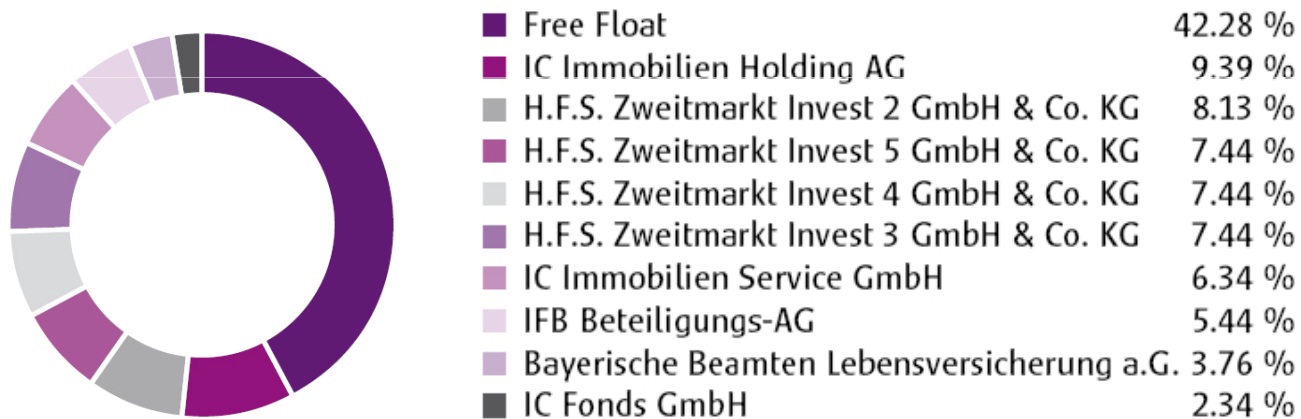 Free Float 42.28 %
IC Immobilien Holding AG 9.39 %
H.F.S. Zweitmarkt Invest 2 GmbH & Co. KG 8.13 %
H.F.S. Zweitmarkt Invest 5 GmbH & Co. KG 7.44 %
H.F.S. Zweitmarkt Invest 4 GmbH & Co. KG 7.44 %
H.F.S. Zweitmarkt Invest 3 GmbH & Co. KG 7.44 %
IC Immobilien Service GmbH 6.34 %
IFB Beteiligungs-AG 5.44 %
Bayerische Beamten Lebensversicherung a.G. 3.76 %
IC Fonds GmbH 2.34 %